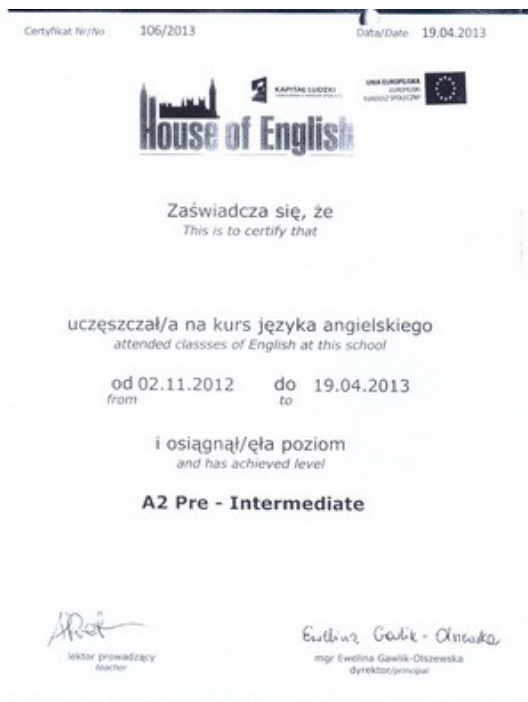 Certyfikat Nr/No 106/2013 Data/Date 19.04.2013
KAPITAŁ LUDZKI
UNIA EUROPEJSKA
EUROPEJSKI
FUNDUSZ SPOŁECZNY
House of English
Zaświadcza się, że
This is to certify that
uczęszczał/a na kurs języka angielskiego
attended classses of English at this school
od 02.11.2012 do 19.04.2013
from to
i osiągnął/ęła poziom
and has achieved level
A2 Pre - Intermediate
Ewelina Gawlik - Olszewska
lektor prowadzący mgr Ewelina Gawlik-Olszewska
teacher dyrektor/principal